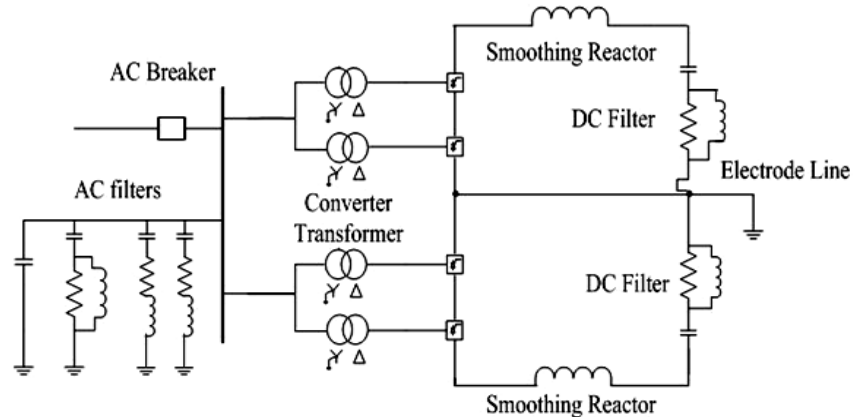 Smoothing Reactor
AC Breaker
DC Filter
Electrode Line
AC filters
Converter
Transformer
Δ
Δ
Δ
Δ
DC Filter
Smoothing Reactor